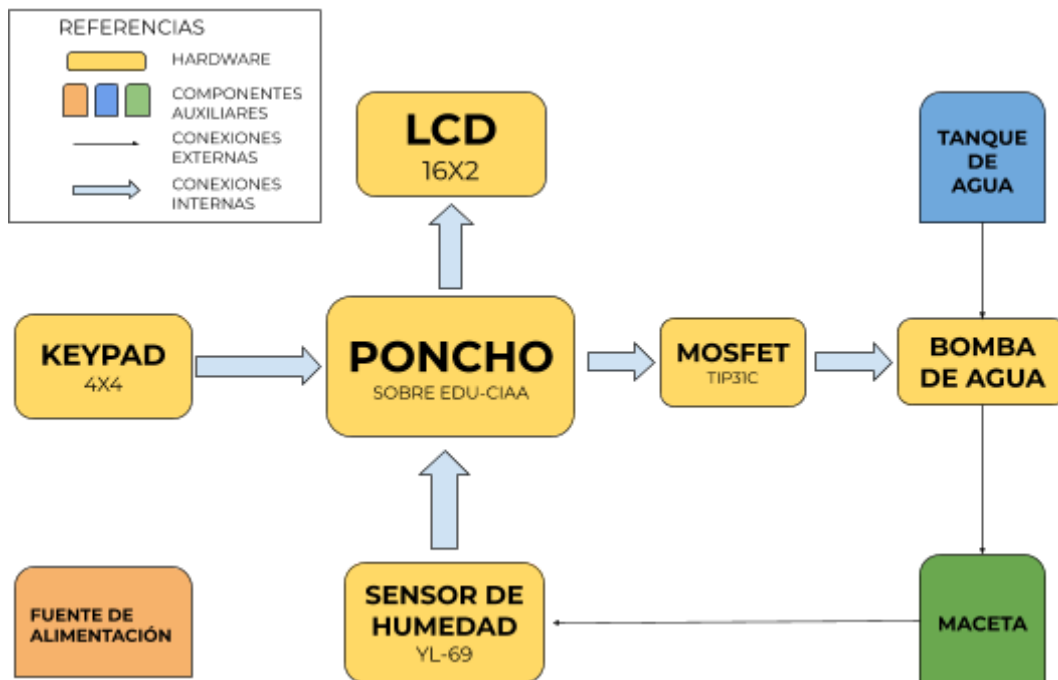 REFERENCIAS
HARDWARE
COMPONENTES
AUXILIARES
CONEXIONES
EXTERNAS
CONEXIONES
INTERNAS
LCD
16X2
TANQUE
DE
AGUA
KEYPAD
4X4
PONCHO
SOBRE EDU-CIAA
MOSFET
TIP31C
BOMBA
DE AGUA
FUENTE DE
ALIMENTACIÓN
SENSOR DE
HUMEDAD
YL-69
MACETA